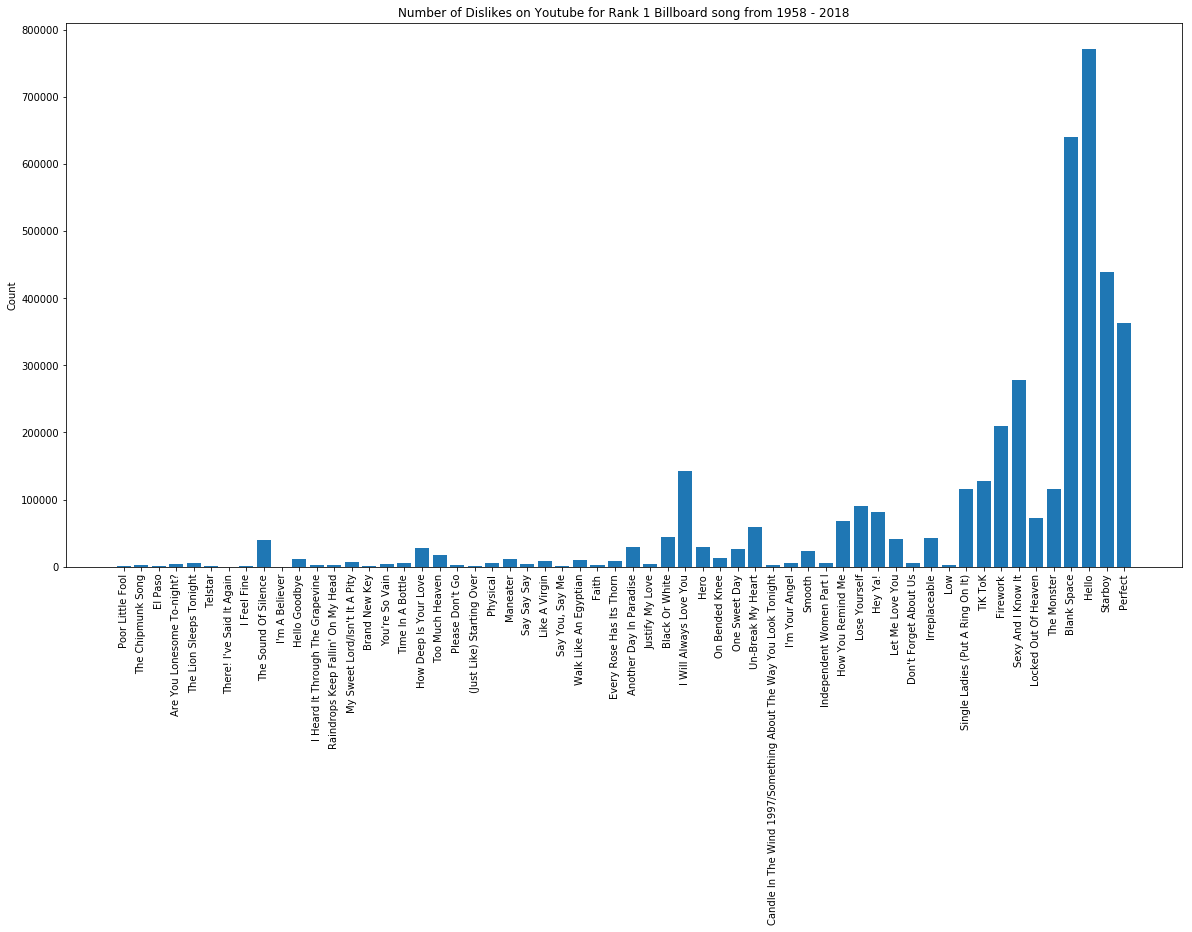 Number of Dislikes on Youtube for Rank 1 Billboard song from 1958 - 2018
800000
700000
600000
500000
400000
300000
200000
100000
0
Count
Poor Little Fool
The Chipmunk Song
El Paso
Are You Lonesome To-night?
The Lion Sleeps Tonight
Telstar
There! I've Said It Again
I Feel Fine
The Sound Of Silence
I'm A Believer
Hello Goodbye
I Heard It Through The Grapevine
Raindrops Keep Fallin' On My Head
My Sweet Lord/Isn't It A Pity
Brand New Key
You're So Vain
Time In A Bottle
How Deep Is Your Love
Too Much Heaven
Please Don't Go
(Just Like) Starting Over
Physical
Maneater
Say Say Say
Like A Virgin
Say You, Say Me
Walk Like An Egyptian
Faith
Every Rose Has Its Thorn
Another Day In Paradise
Justify My Love
Black Or White
I Will Always Love You
Hero
On Bended Knee
One Sweet Day
Un-Break My Heart
Candle In The Wind 1997/Something About The Way You Look Tonight
I'm Your Angel
Smooth
Independent Women Part I
How You Remind Me
Lose Yourself
Hey Ya!
Let Me Love You
Don't Forget About Us
Irreplaceable
Low
Single Ladies (Put A Ring On It)
TiK ToK
Firework
Sexy And I Know It
Locked Out Of Heaven
The Monster
Blank Space
Hello
Starboy
Perfect